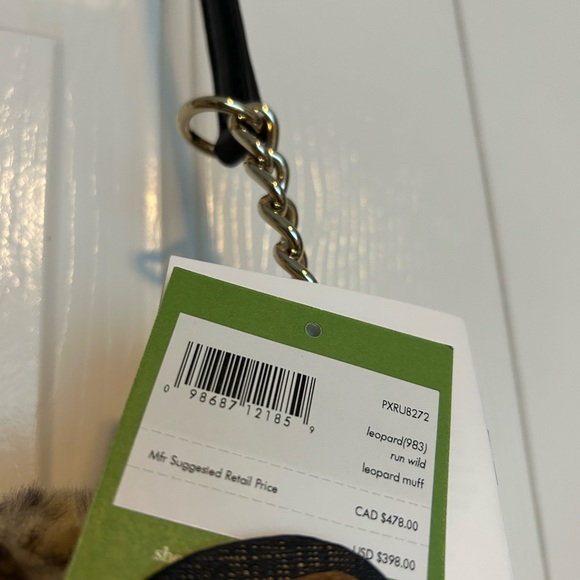 PXRU8272
0 98687 12185 9
leopard(983)
run wild
leopard muff
Mfr Suggested Retail Price
CAD $478.00
USD $398.00